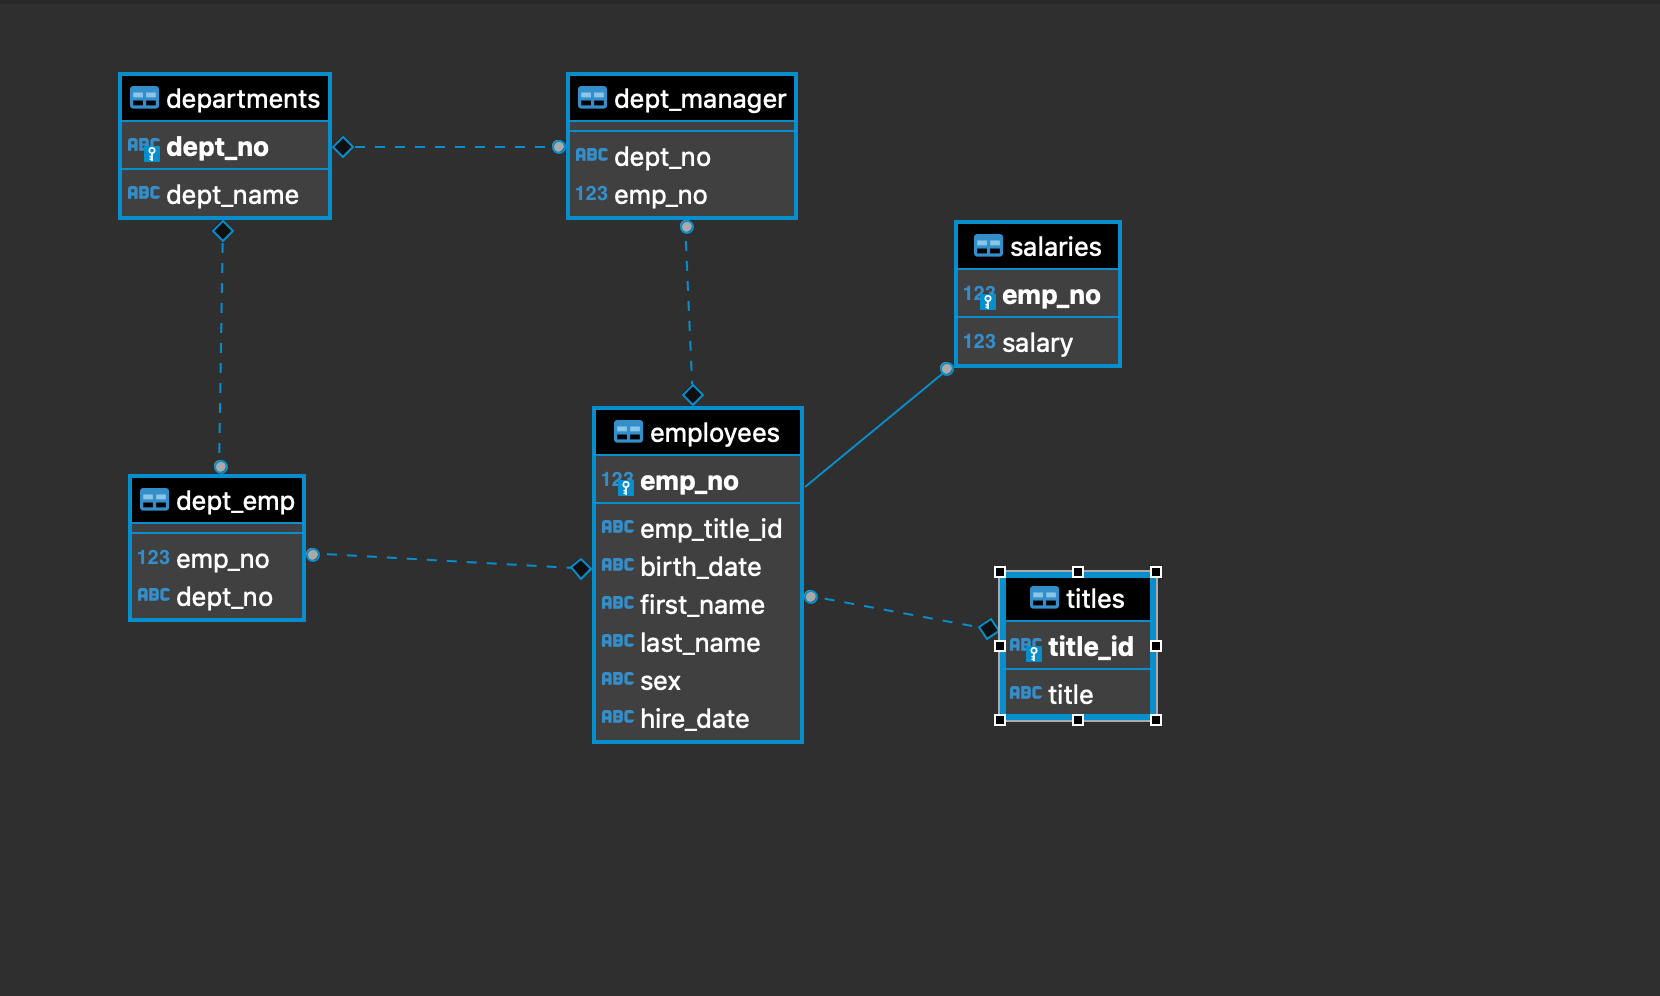 departments
ABC dept_no
ABC dept_name
dept_manager
ABC dept_no
123 emp_no
salaries
123 emp_no
123 salary
employees
123 emp_no
ABC emp_title_id
ABC birth_date
ABC first_name
ABC last_name
ABC sex
ABC hire_date
dept_emp
123 emp_no
ABC dept_no
titles
ABC title_id
ABC title